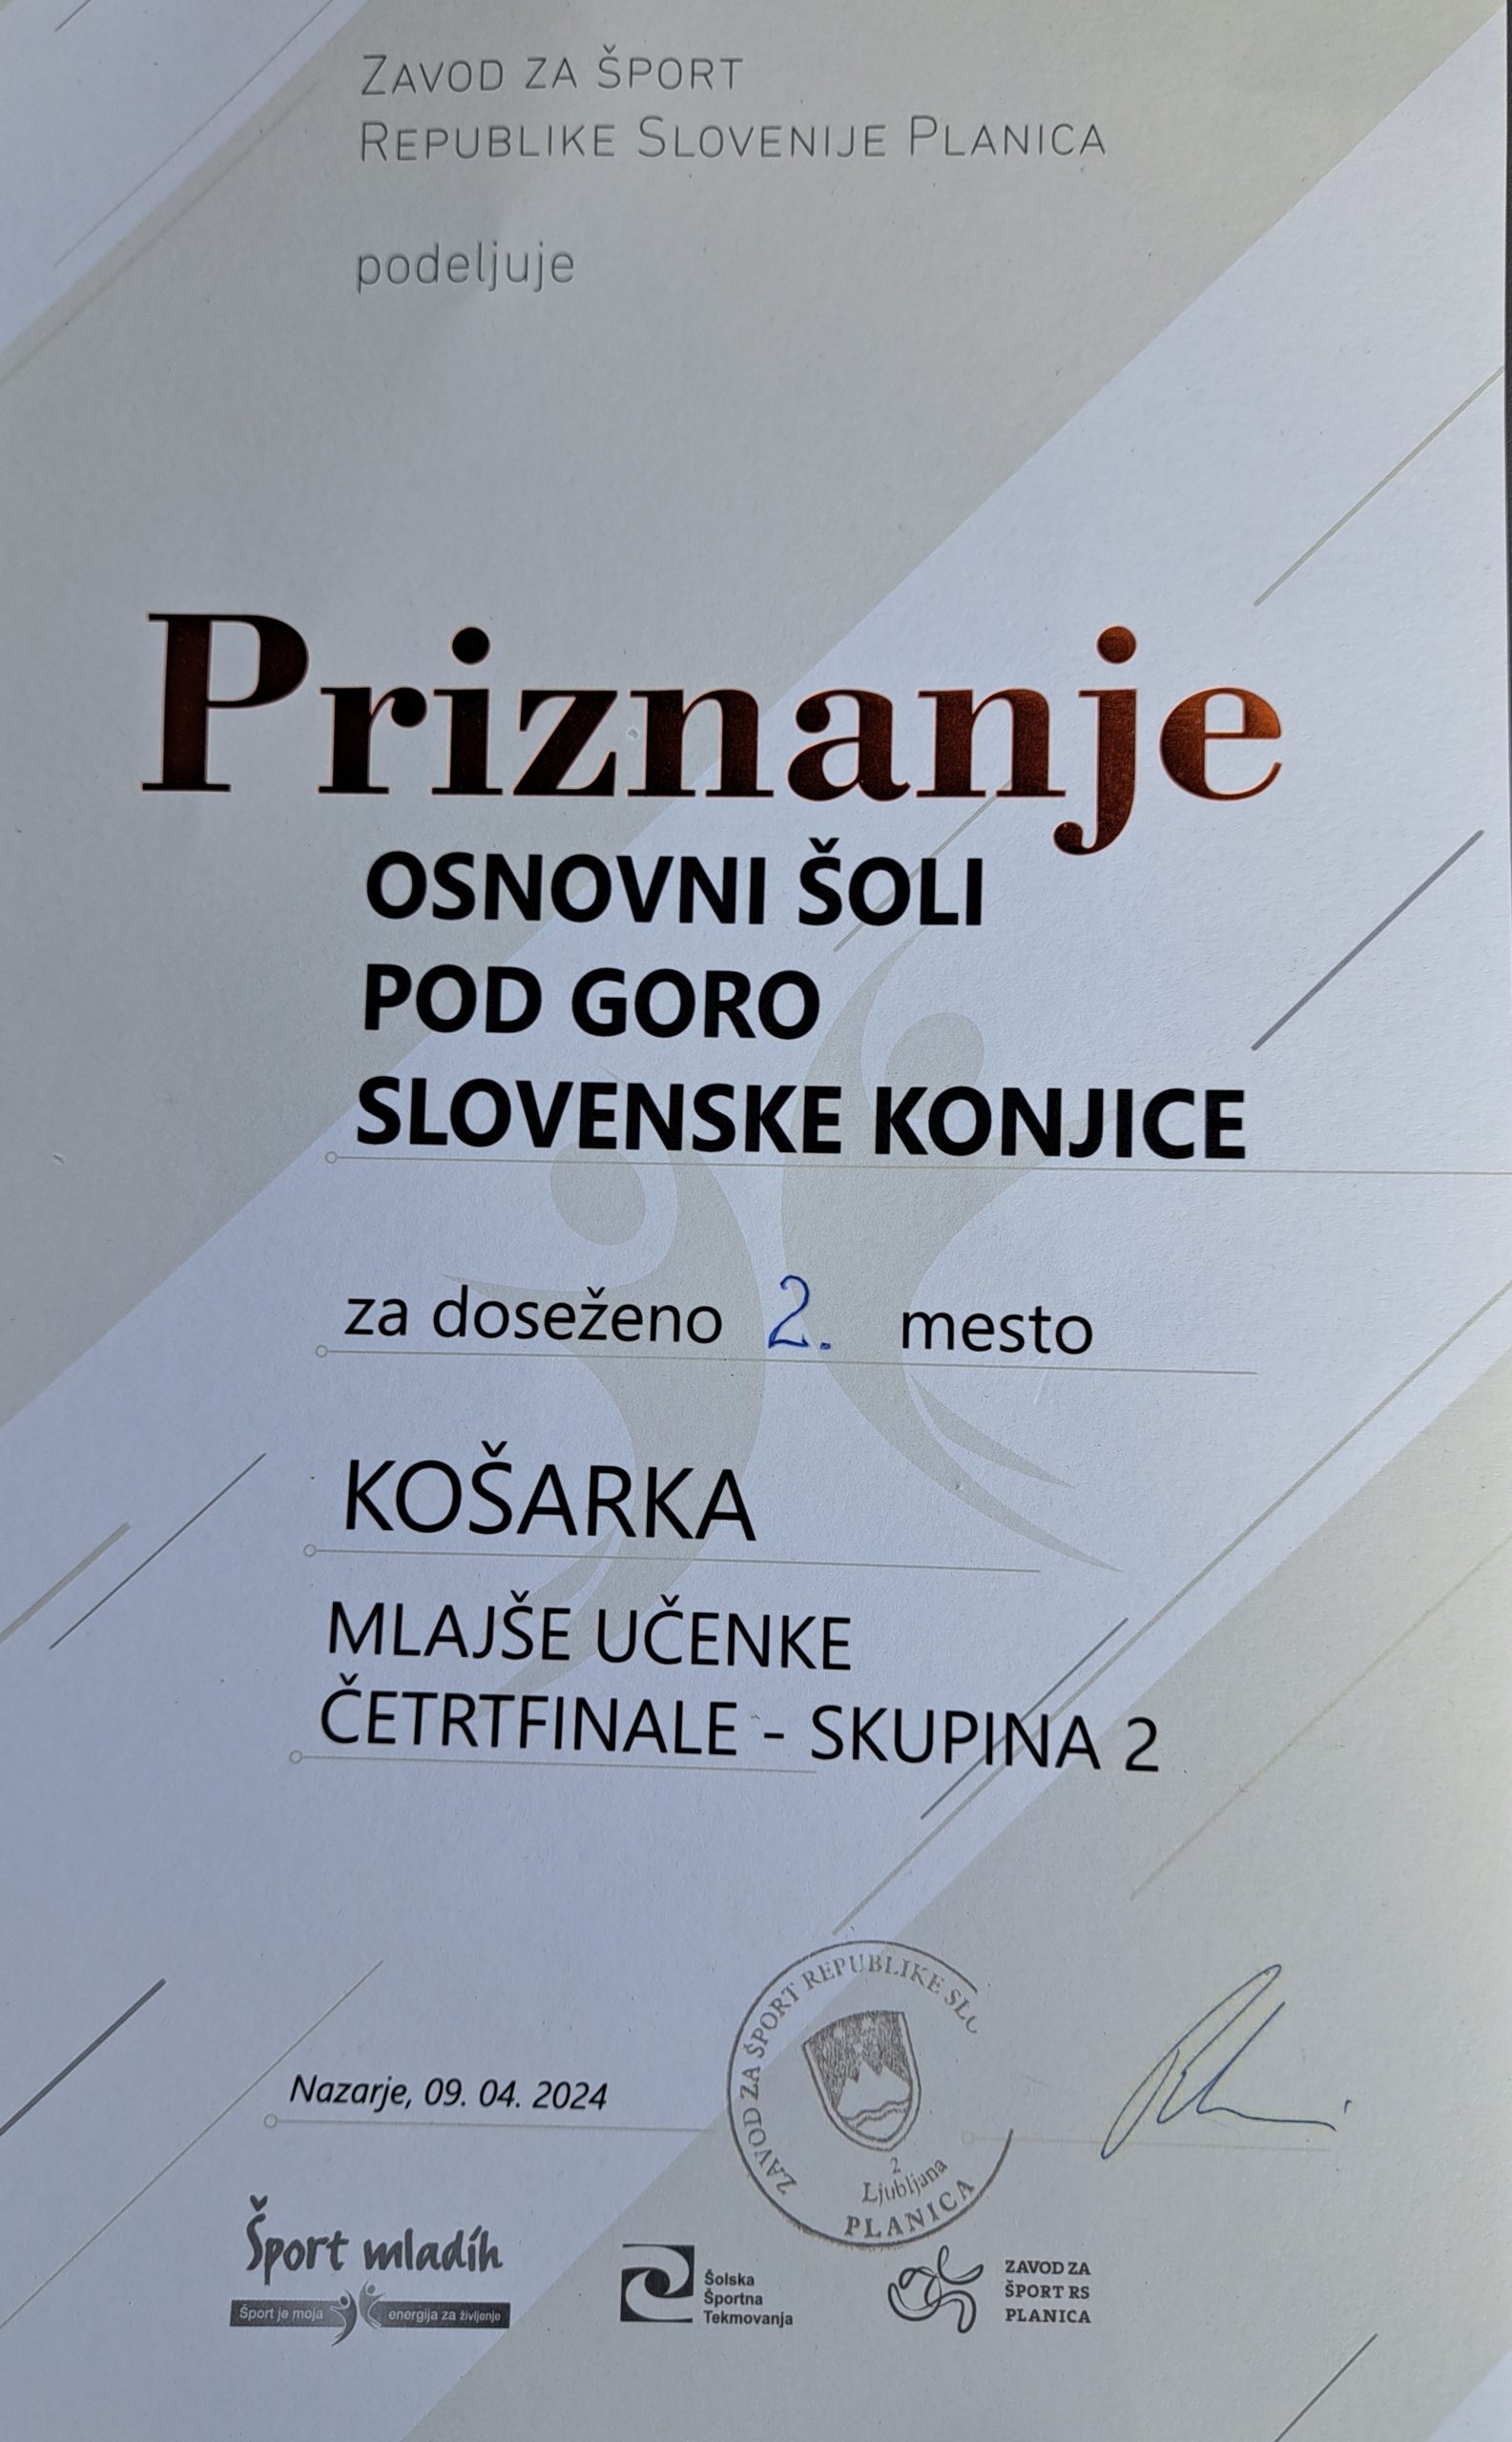 ZAVOD ZA ŠPORT
REPUBLIKE SLOVENIJE PLANICA
podeljuje
Priznanje
OSNOVNI ŠOLI
POD GORO
SLOVENSKE KONJICE
za doseženo 2. mesto
KOŠARKA
MLAJŠE UČENKE
ČETRTFINALE - SKUPINA 2
Nazarje, 09. 04. 2024
ZAVOD ZA ŠPORT REPUBLIKE
2
Ljubljana
PLANICA
Šport mladih
Šport je moja energija za življenje
Šolska
Športna
Tekmovanja
ZAVOD ZA
ŠPORT RS
PLANICA